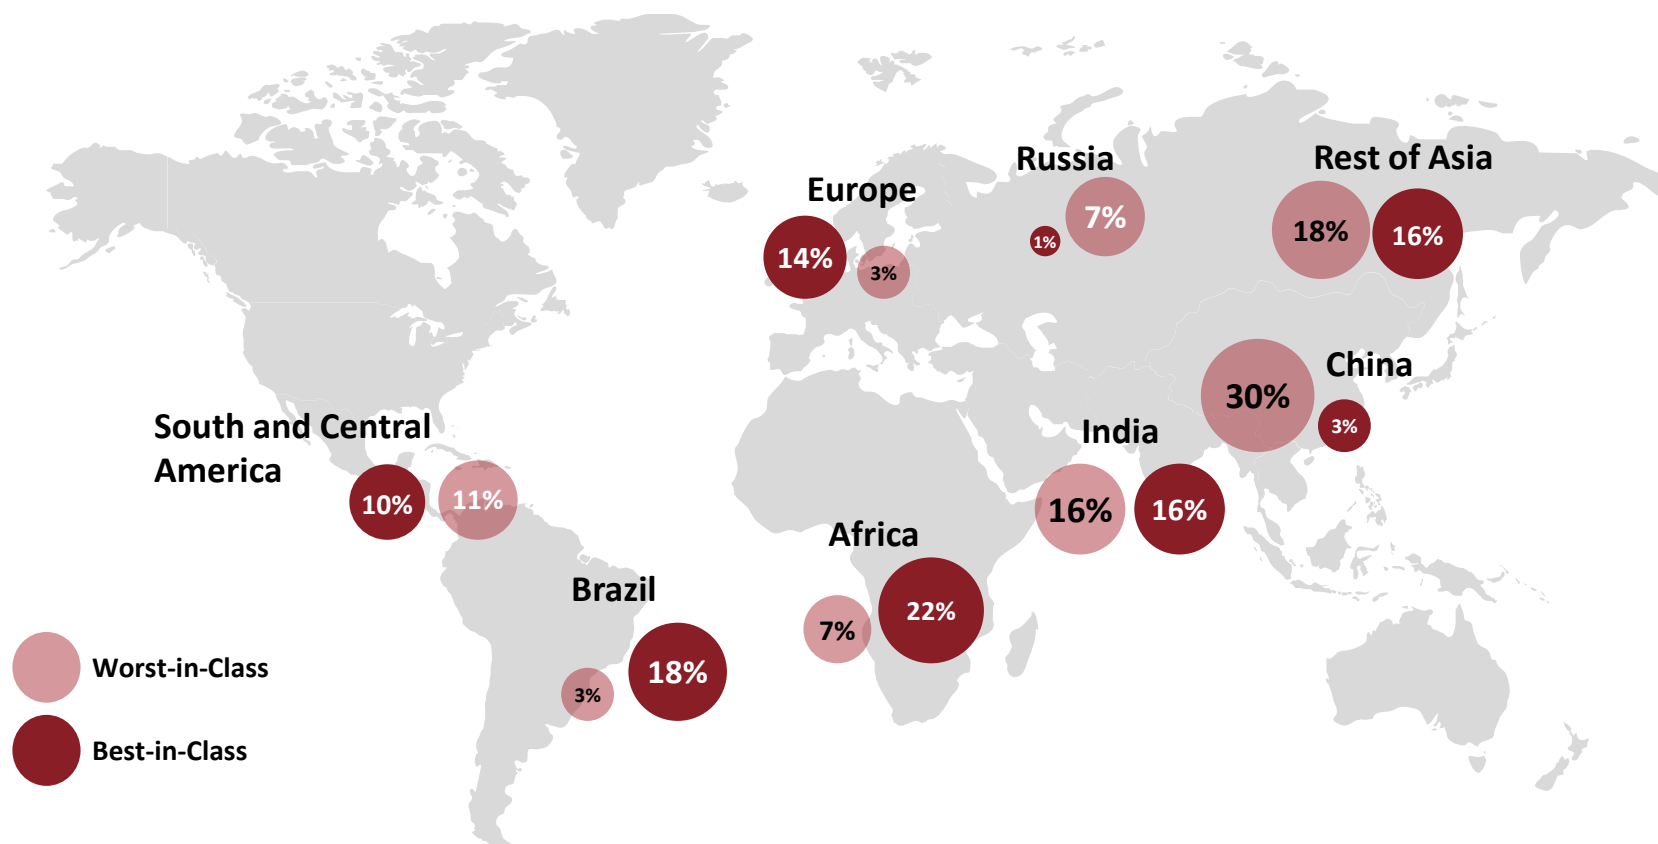 Russia
7%
1%
Rest of Asia
18%
16%
Europe
14%
3%
China
30%
3%
South and Central
America
10%
11%
India
16%
16%
Africa
7%
22%
Brazil
3%
18%
Worst-in-Class
Best-in-Class